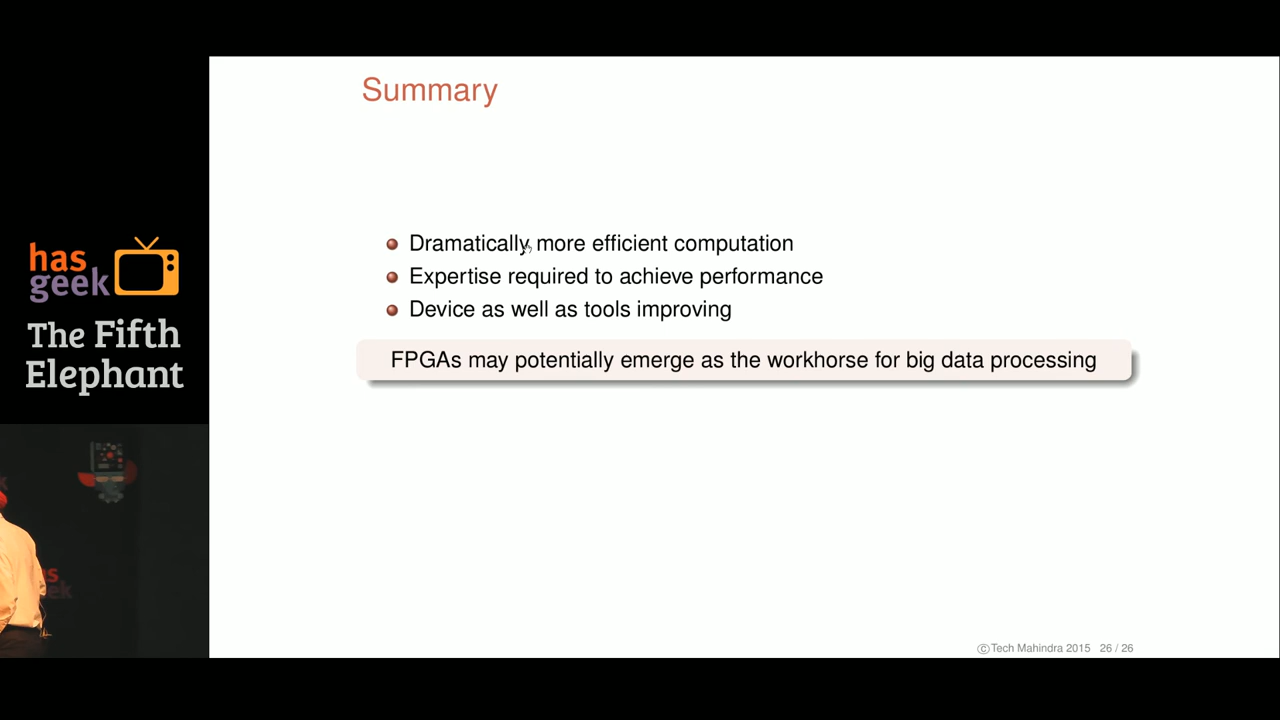 Summary
Dramatically more efficient computation
Expertise required to achieve performance
Device as well as tools improving
FPGAs may potentially emerge as the workhorse for big data processing
has
geek
The Fifth
Elephant
©Tech Mahindra 2015 26 / 26